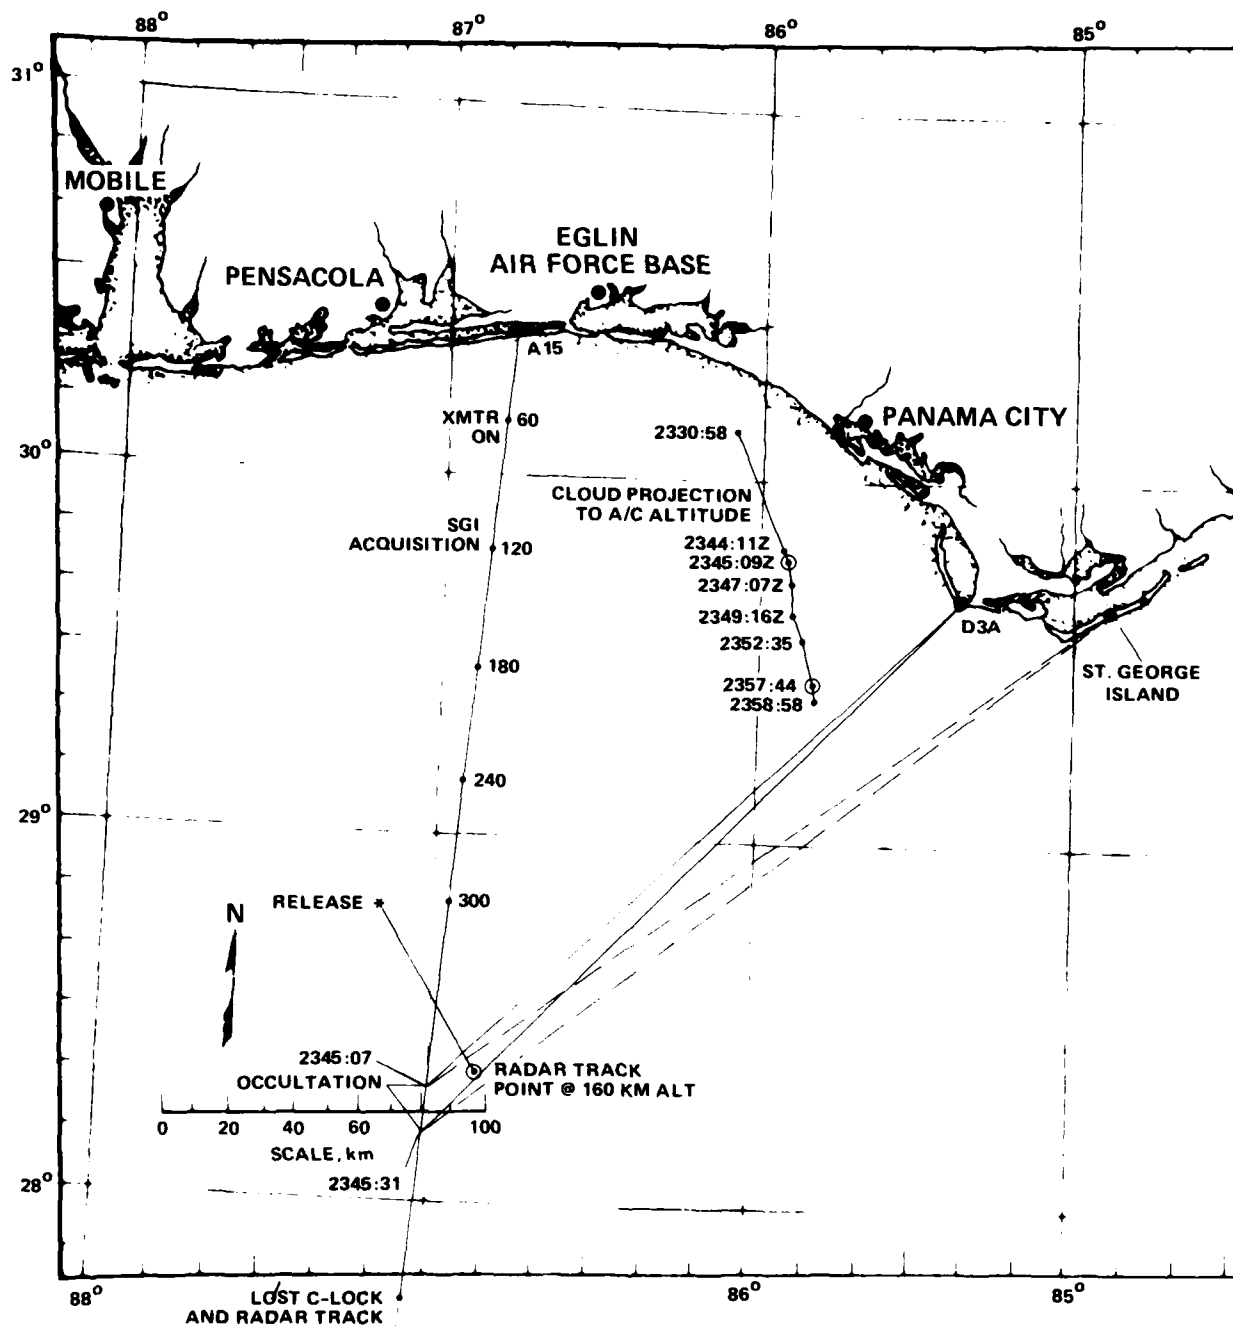 88° 87° 86° 85°
31°
MOBILE
EGLIN
AIR FORCE BASE
PENSACOLA
A15
XMTR
ON
60
2330:58
PANAMA CITY
30°
CLOUD PROJECTION
TO A/C ALTITUDE
SGI
ACQUISITION
120
2344:11Z
2345:09Z
2347:07Z
2349:16Z
2352:35
D3A
180
2357:44
2358:58
ST. GEORGE
ISLAND
240
29°
RELEASE
300
N
2345:07
OCCULTATION
RADAR TRACK
POINT @ 160 KM ALT
0 20 40 60 80 100
SCALE, km
2345:31
28°
88° 86° 85°
LOST C-LOCK
AND RADAR TRACK